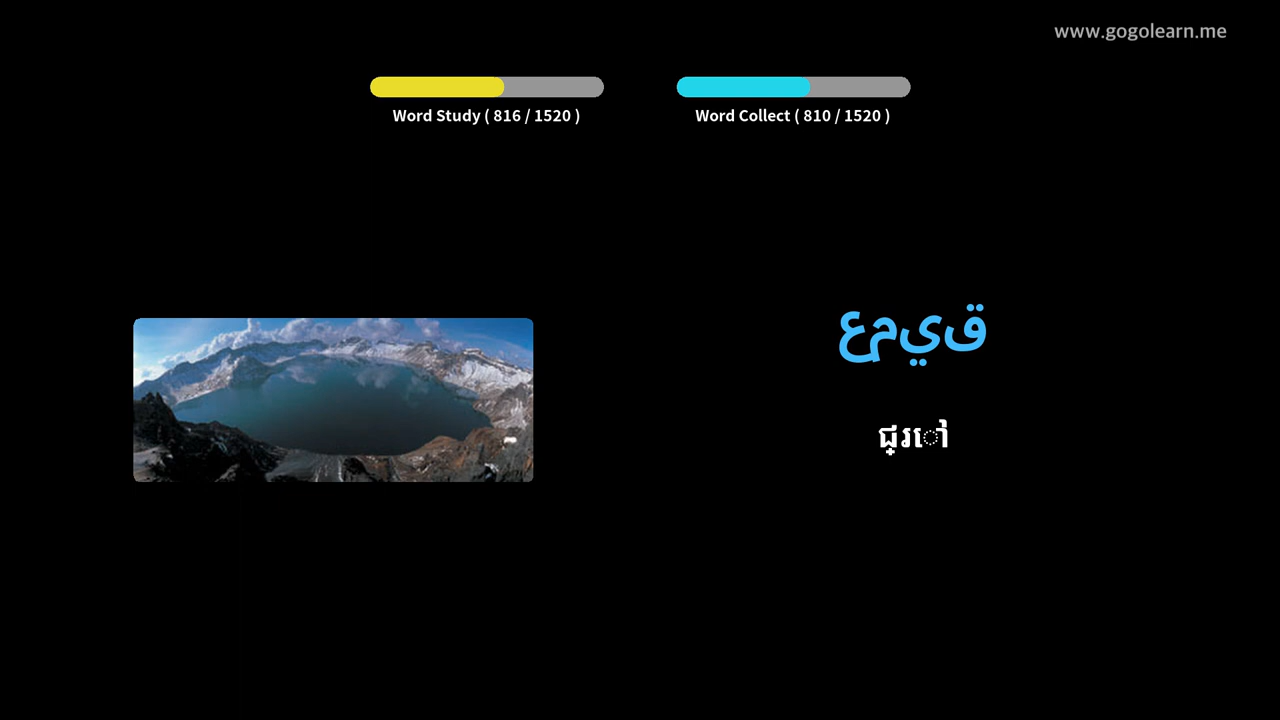 www.gogolearn.me
Word Study ( 816 / 1520 )
Word Collect ( 810 / 1520 )
عميق
ជ្រៅ